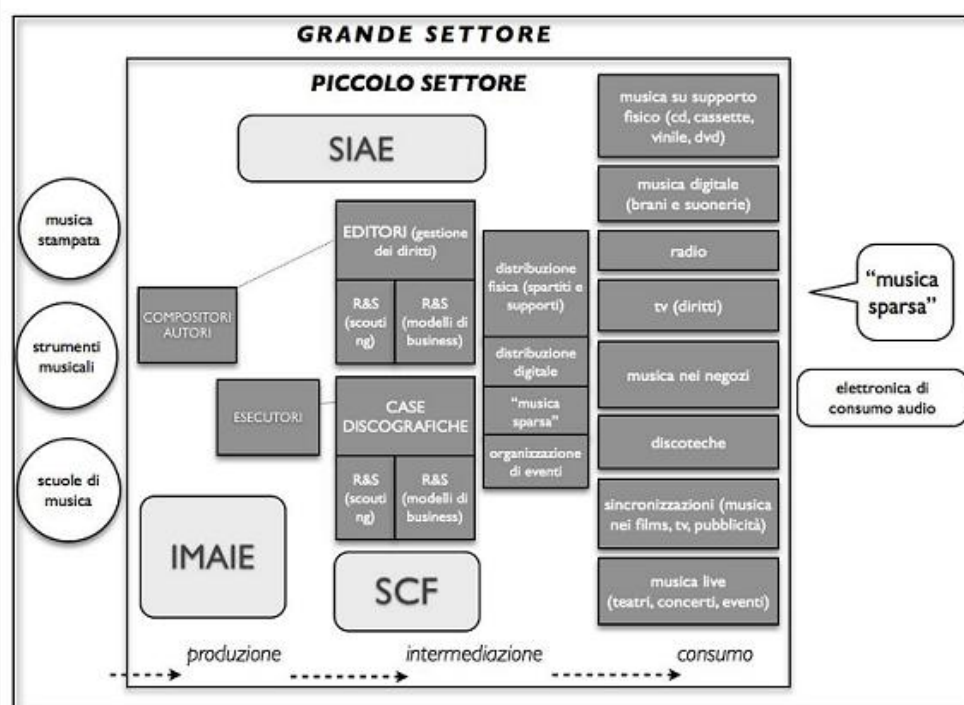 GRANDE SETTORE
PICCOLO SETTORE
SIAE
musica
stampata
strumenti
musicali
scuole di
musica
COMPOSITORI
AUTORI
ESECUTORI
IMAIE
EDITORI (gestione
dei diritti)
R&S
(scouti
ng)
R&S
(modelli di
business)
CASE
DISCOGRAFICHE
R&S
(scouti
ng)
R&S
(modelli di
business)
SCF
distribuzione
fisica (spartiti e
supporti)
distribuzione
digitale
"musica
sparsa"
organizzazione
di eventi
musica su supporto
fisico (cd, cassette,
vinile, dvd)
musica digitale
(brani e suonerie)
radio
tv (diritti)
musica nei negozi
discoteche
sincronizzazioni (musica
nei films, tv, pubblicità)
musica live
(teatri, concerti, eventi)
"musica
sparsa"
elettronica di
consumo audio
produzione
intermediazione
consumo